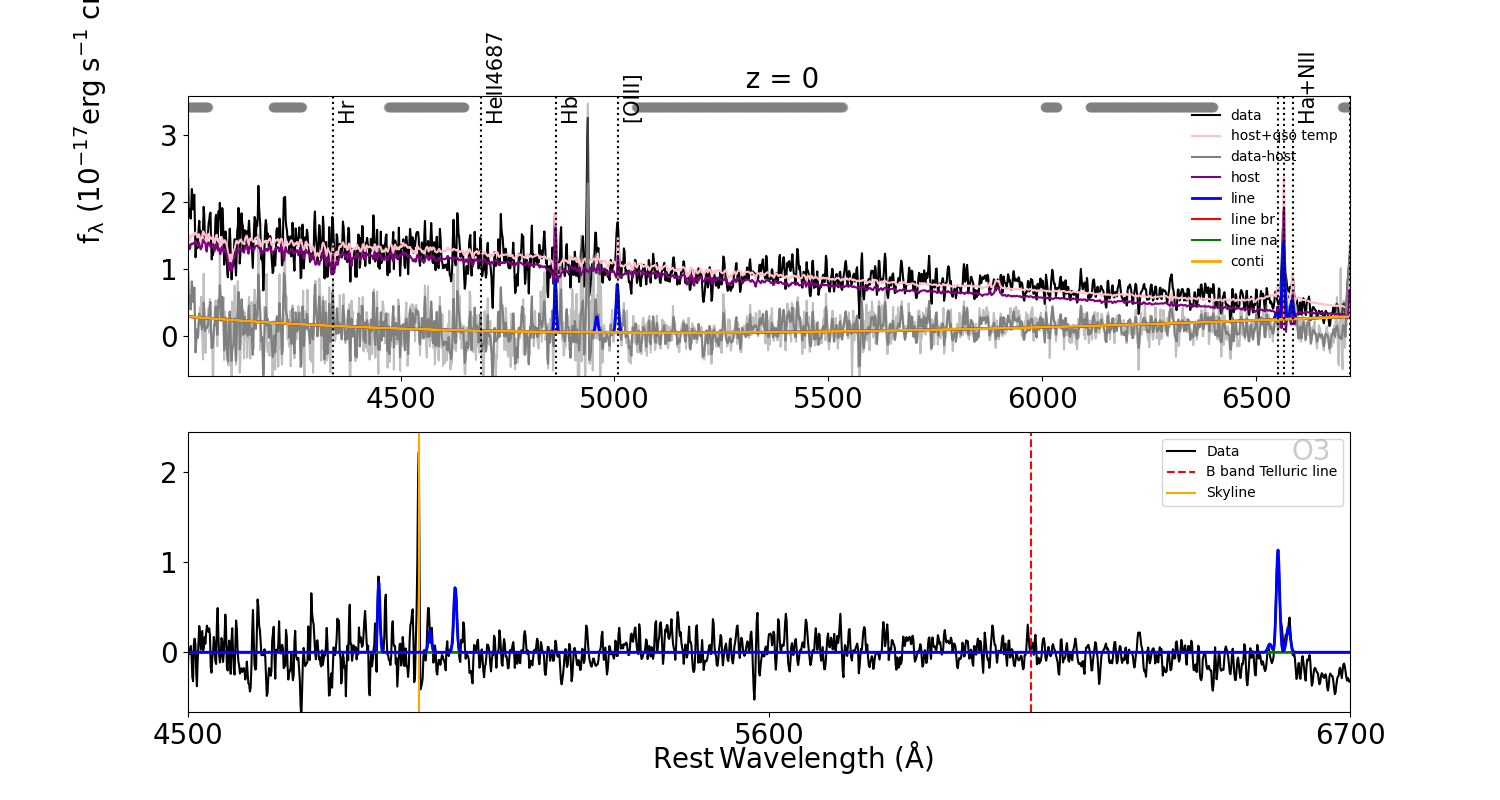 z = 0
f_λ (10⁻¹⁷erg s⁻¹ c
Hr
HeII4687
Hb
[OIII]
Ha+NII
data
host+qso temp
data-host
host
line
line br
line na
conti
3
2
1
0
4500 5000 5500 6000 6500
O3
Data
B band Telluric line
Skyline
2
1
0
4500 5600 6700
Rest Wavelength (Å)